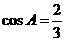 cos A = 2/3